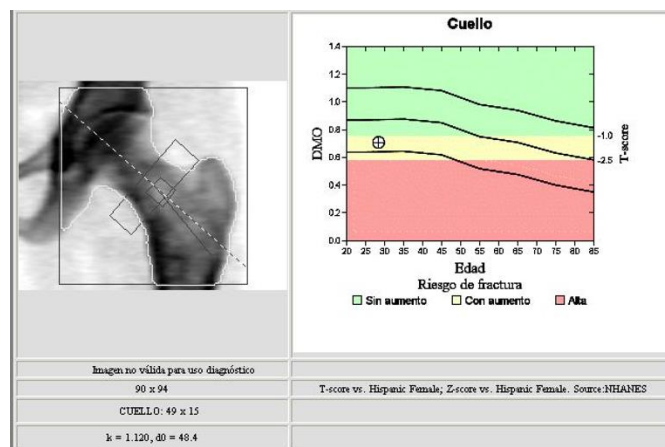 Cuello
1.4
1.2
1.0
0.8
0.6
0.4
0.2
0.0
DMO
-1.0
-2.5
T-score
20 25 30 35 40 45 50 55 60 65 70 75 80 85
Edad
Riesgo de fractura
Sin aumento Con aumento Alta
Imagen no válida para uso diagnóstico
90 x 94
T-score vs. Hispanic Female; Z-score vs. Hispanic Female. Source:NHANES
CUELLO: 49 x 15
k = 1.120, d0 = 48.4